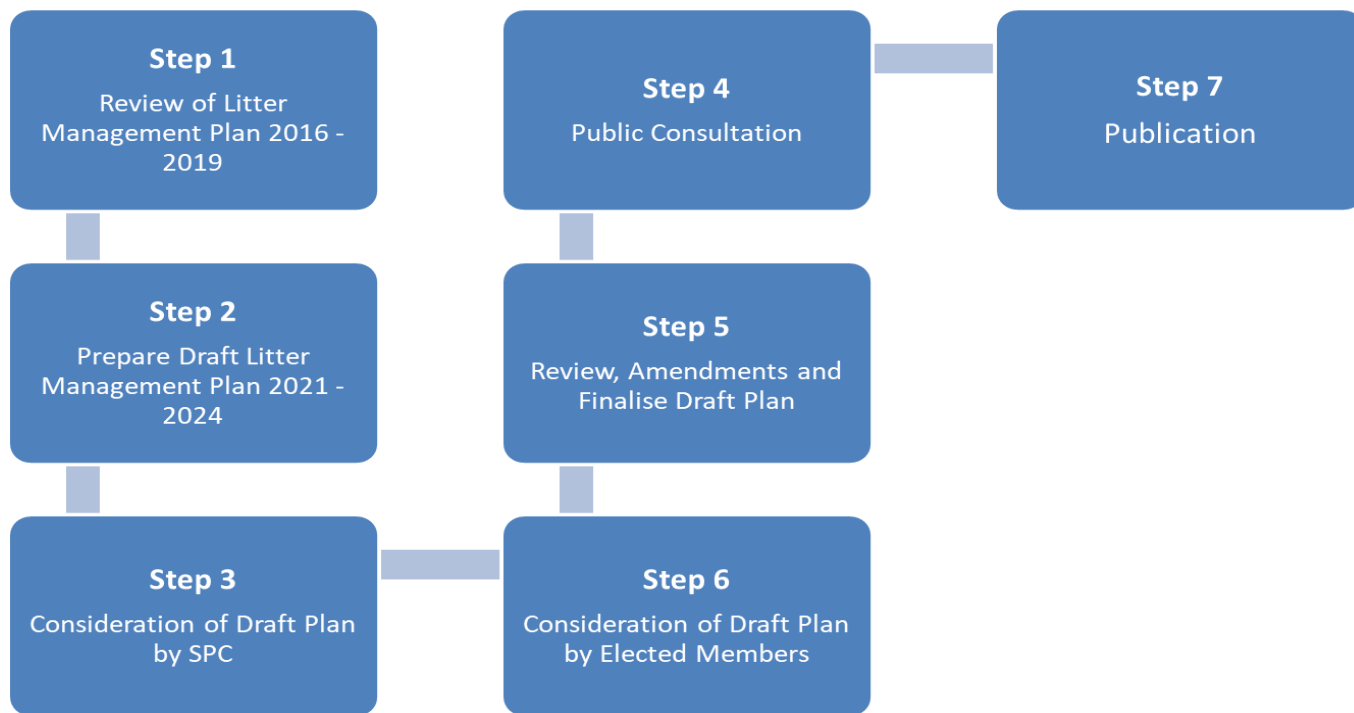 Step 1
Review of Litter
Management Plan 2016 -
2019
Step 2
Prepare Draft Litter
Management Plan 2021 -
2024
Step 3
Consideration of Draft Plan
by SPC
Step 4
Public Consultation
Step 5
Review, Amendments and
Finalise Draft Plan
Step 6
Consideration of Draft Plan
by Elected Members
Step 7
Publication